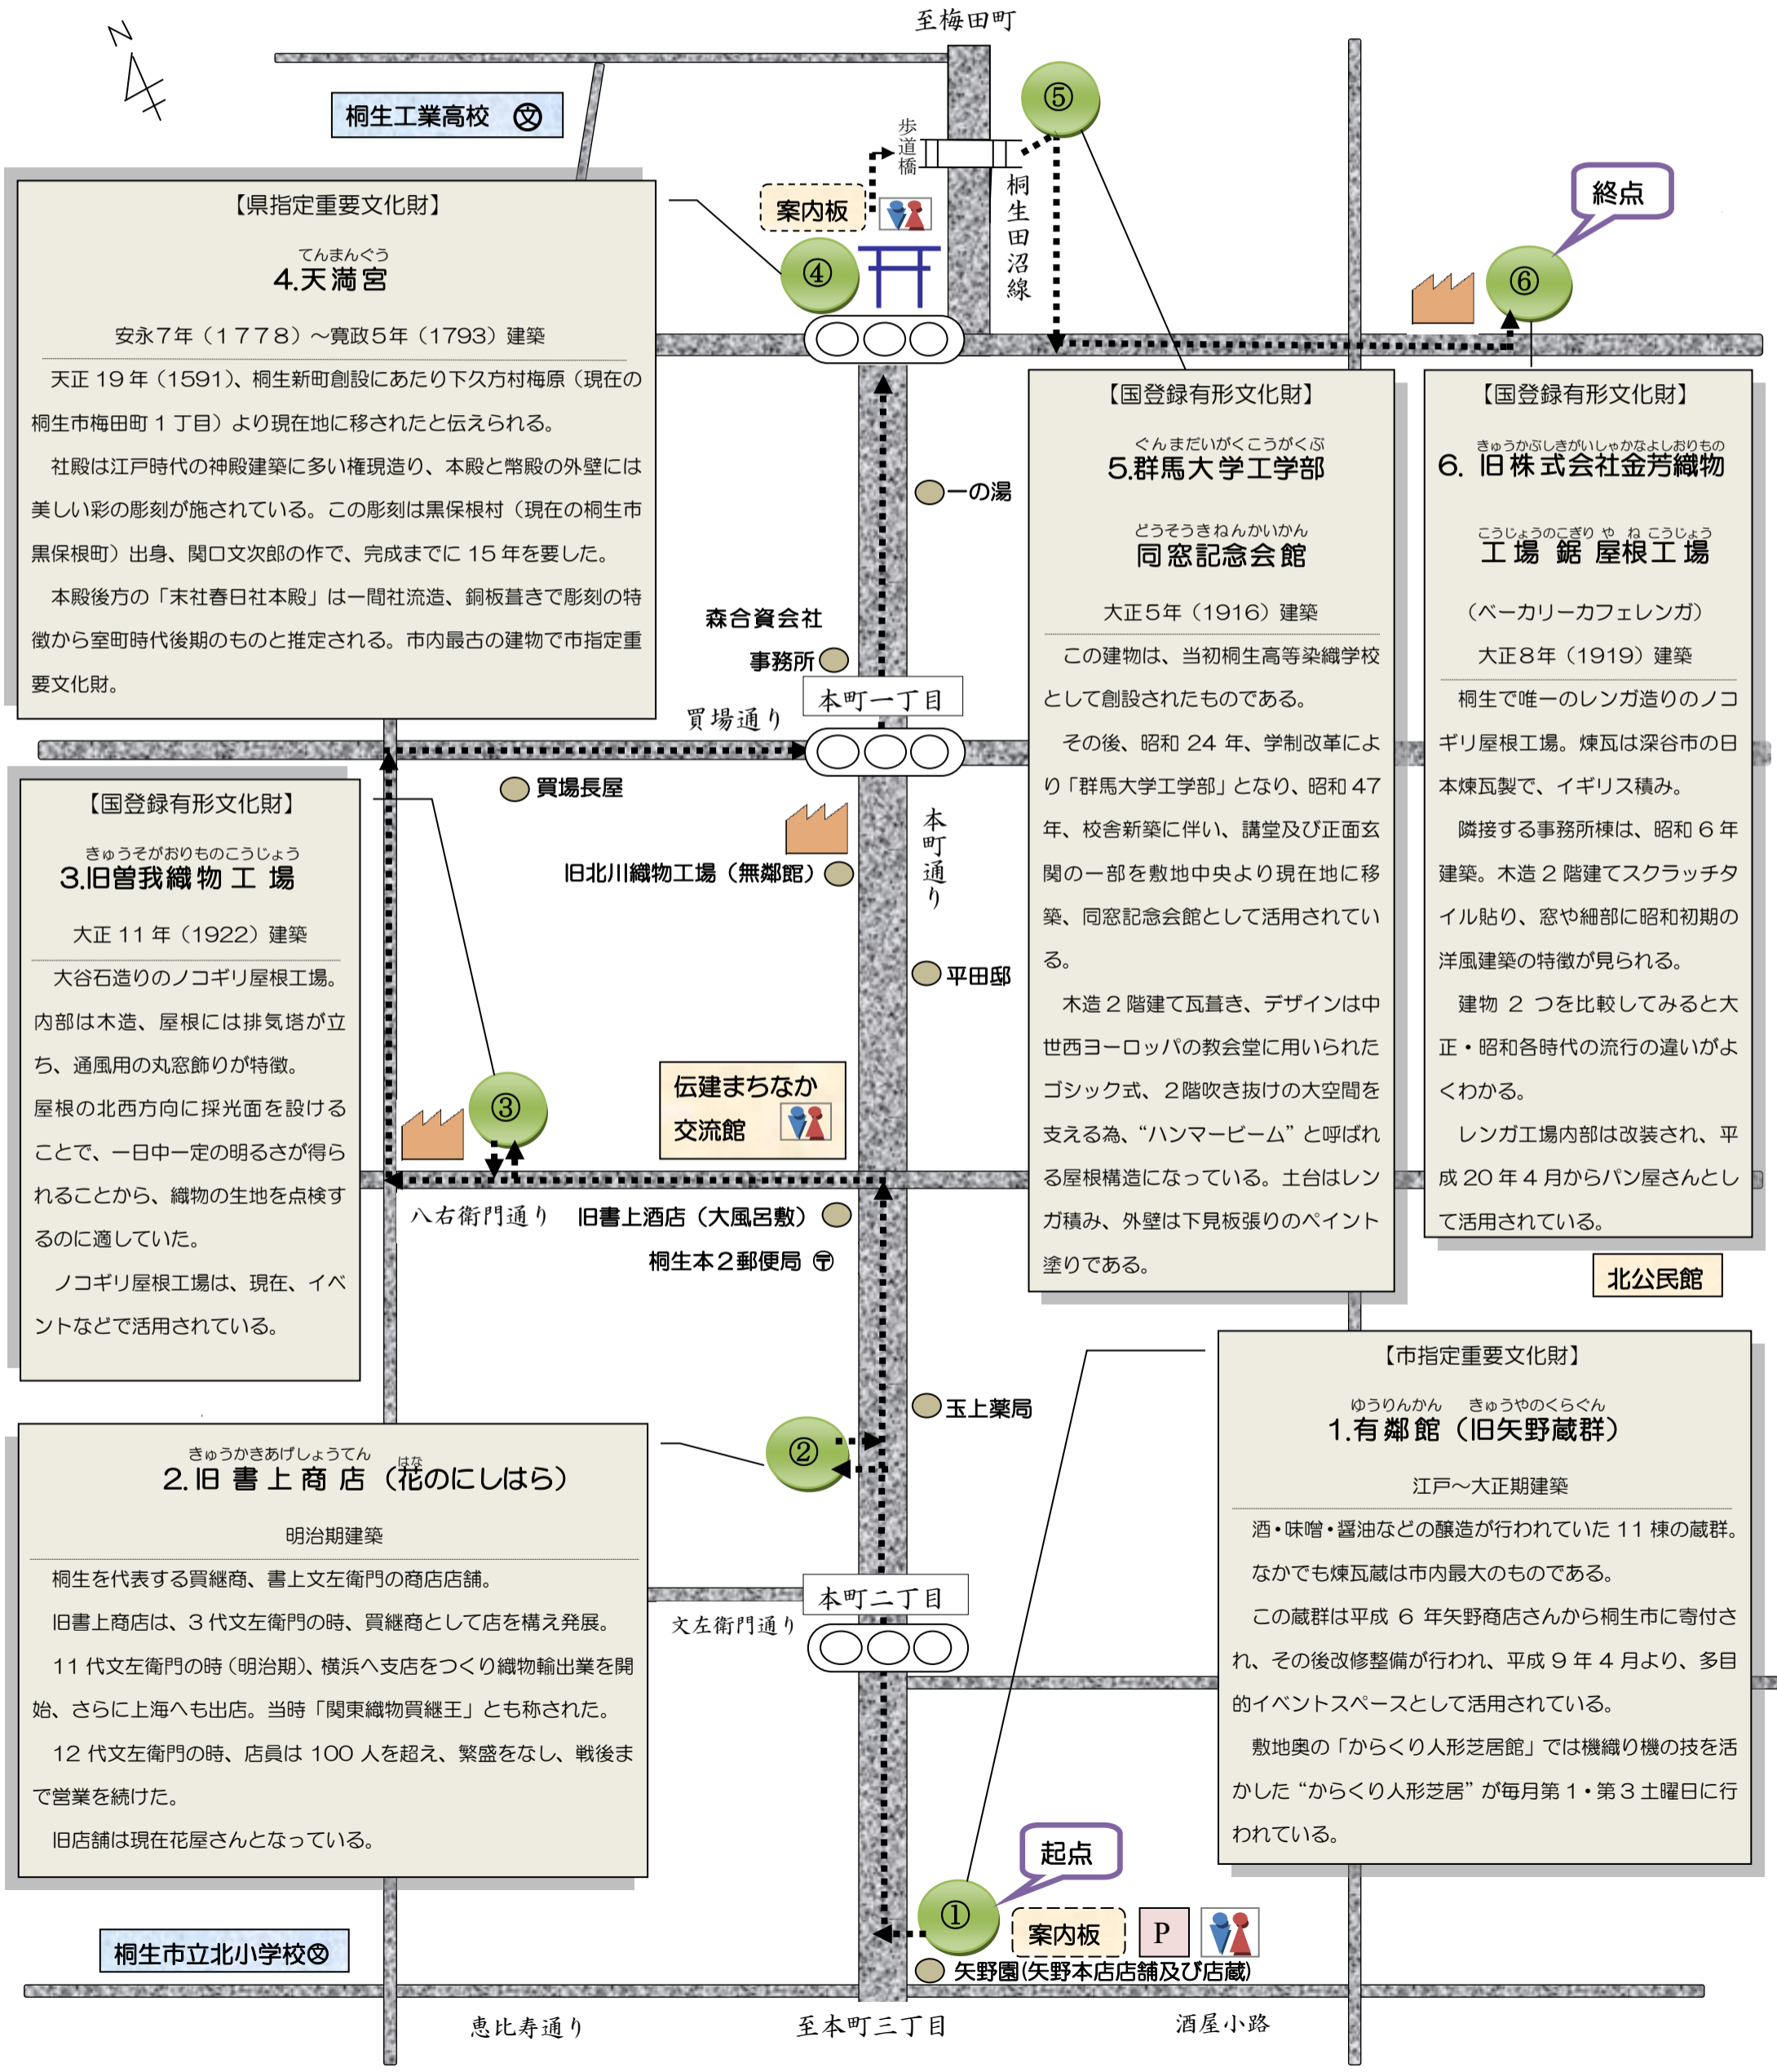 至梅田町
N
桐生工業高校 ㊫
⑤
歩道橋
案内板
桐生田沼線
終点
④
⑥
【県指定重要文化財】
てんまんぐう
4.天満宮
安永7年（１７７８）～寛政5年（1793）建築
天正 19 年（1591）、桐生新町創設にあたり下久方村梅原（現在の
桐生市梅田町 1 丁目）より現在地に移されたと伝えられる。
社殿は江戸時代の神殿建築に多い権現造り、本殿と幣殿の外壁には
美しい彩の彫刻が施されている。この彫刻は黒保根村（現在の桐生市
黒保根町）出身、関口文次郎の作で、完成までに 15 年を要した。
本殿後方の「末社春日社本殿」は一間社流造、銅板葺きで彫刻の特
徴から室町時代後期のものと推定される。市内最古の建物で市指定重
要文化財。
【国登録有形文化財】
ぐんまだいがくこうがくぶ
5.群馬大学工学部
どうそうきねんかいかん
同窓記念会館
大正5年（1916）建築
この建物は、当初桐生高等染織学校
として創設されたものである。
その後、昭和 24 年、学制改革によ
り「群馬大学工学部」となり、昭和 47
年、校舎新築に伴い、講堂及び正面玄
関の一部を敷地中央より現在地に移
築、同窓記念会館として活用されてい
る。
木造２階建て瓦葺き、デザインは中
世西ヨーロッパの教会堂に用いられた
ゴシック式、２階吹き抜けの大空間を
支える為、“ハンマービーム” と呼ばれ
る屋根構造になっている。土台はレン
ガ積み、外壁は下見板張りのペイント
塗りである。
【国登録有形文化財】
きゅうかぶしきがいしゃかなよしおりもの
6. 旧株式会社金芳織物
こうじょうのこぎり や ね こうじょう
工場 鋸 屋根工場
（ベーカリーカフェレンガ）
大正8年（1919）建築
桐生で唯一のレンガ造りのノコ
ギリ屋根工場。煉瓦は深谷市の日
本煉瓦製で、イギリス積み。
隣接する事務所棟は、昭和 6 年
建築。木造２階建てスクラッチタ
イル貼り、窓や細部に昭和初期の
洋風建築の特徴が見られる。
建物 2 つを比較してみると大
正・昭和各時代の流行の違いがよ
くわかる。
レンガ工場内部は改装され、平
成 20 年 4 月からパン屋さんとし
て活用されている。
一の湯
森合資会社
事務所
本町一丁目
買場通り
買場長屋
旧北川織物工場（無鄰館）
本町通り
平田邸
【国登録有形文化財】
きゅうそがおりものこうじょう
3.旧曽我織物工場
大正 11 年（1922）建築
大谷石造りのノコギリ屋根工場。
内部は木造、屋根には排気塔が立
ち、通風用の丸窓飾りが特徴。
屋根の北西方向に採光面を設ける
ことで、一日中一定の明るさが得ら
れることから、織物の生地を点検す
るのに適していた。
ノコギリ屋根工場は、現在、イベ
ントなどで活用されている。
③
伝建まちなか
交流館
八右衛門通り
旧書上酒店（大風呂敷）
桐生本２郵便局 〶
北公民館
玉上薬局
②
きゅうかきあげしょうてん はな
2.旧 書 上 商 店 （花のにしはら）
明治期建築
桐生を代表する買継商、書上文左衛門の商店店舗。
旧書上商店は、3 代文左衛門の時、買継商として店を構え発展。
11 代文左衛門の時（明治期）、横浜へ支店をつくり織物輸出業を開
始、さらに上海へも出店。当時「関東織物買継王」とも称された。
12 代文左衛門の時、店員は 100 人を超え、繁盛をなし、戦後ま
で営業を続けた。
旧店舗は現在花屋さんとなっている。
本町二丁目
文左衛門通り
【市指定重要文化財】
ゆうりんかん きゅうやのくらぐん
1.有鄰館（旧矢野蔵群）
江戸～大正期建築
酒・味噌・醤油などの醸造が行われていた 11 棟の蔵群。
なかでも煉瓦蔵は市内最大のものである。
この蔵群は平成 6 年矢野商店さんから桐生市に寄付さ
れ、その後改修整備が行われ、平成 9 年 4 月より、多目
的イベントスペースとして活用されている。
敷地奥の「からくり人形芝居館」では機織り機の技を活
かした “からくり人形芝居” が毎月第 1・第 3 土曜日に行
われている。
起点
①
案内板
P
桐生市立北小学校㊫
矢野園(矢野本店店舗及び店蔵)
恵比寿通り
至本町三丁目
酒屋小路